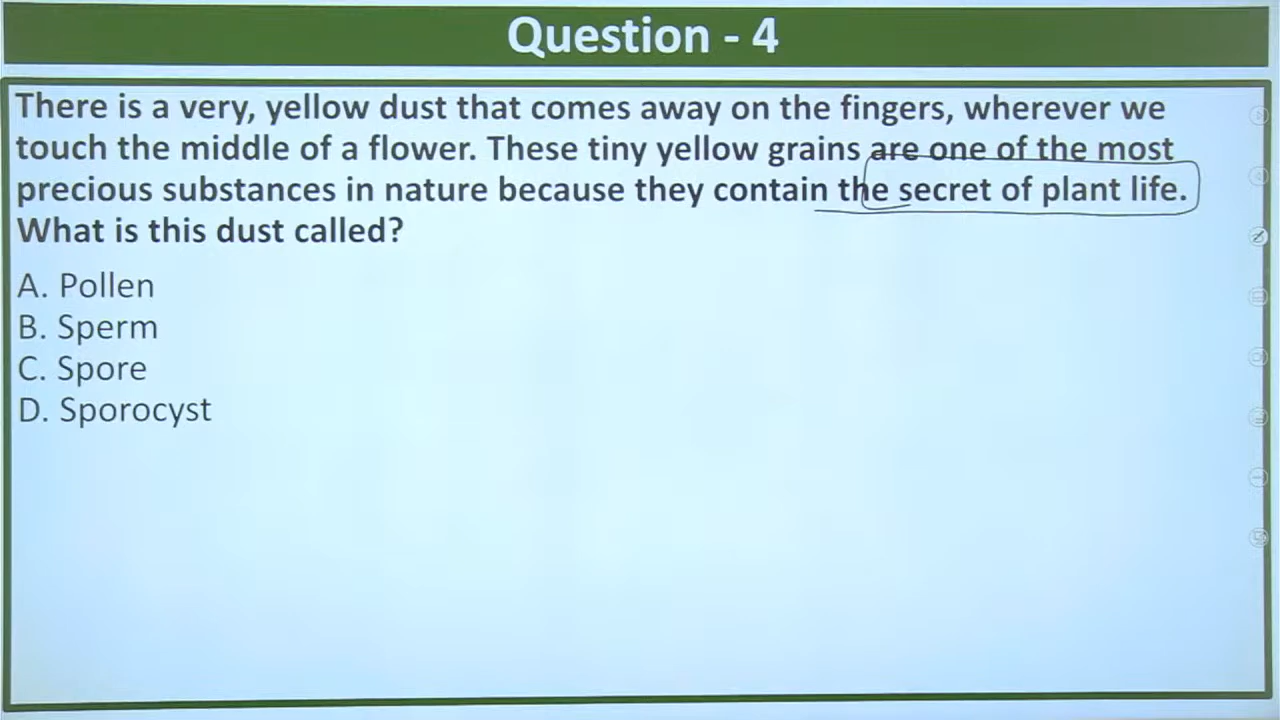 Question - 4
There is a very, yellow dust that comes away on the fingers, wherever we
touch the middle of a flower. These tiny yellow grains are one of the most
precious substances in nature because they contain the secret of plant life.
What is this dust called?
A. Pollen
B. Sperm
C. Spore
D. Sporocyst